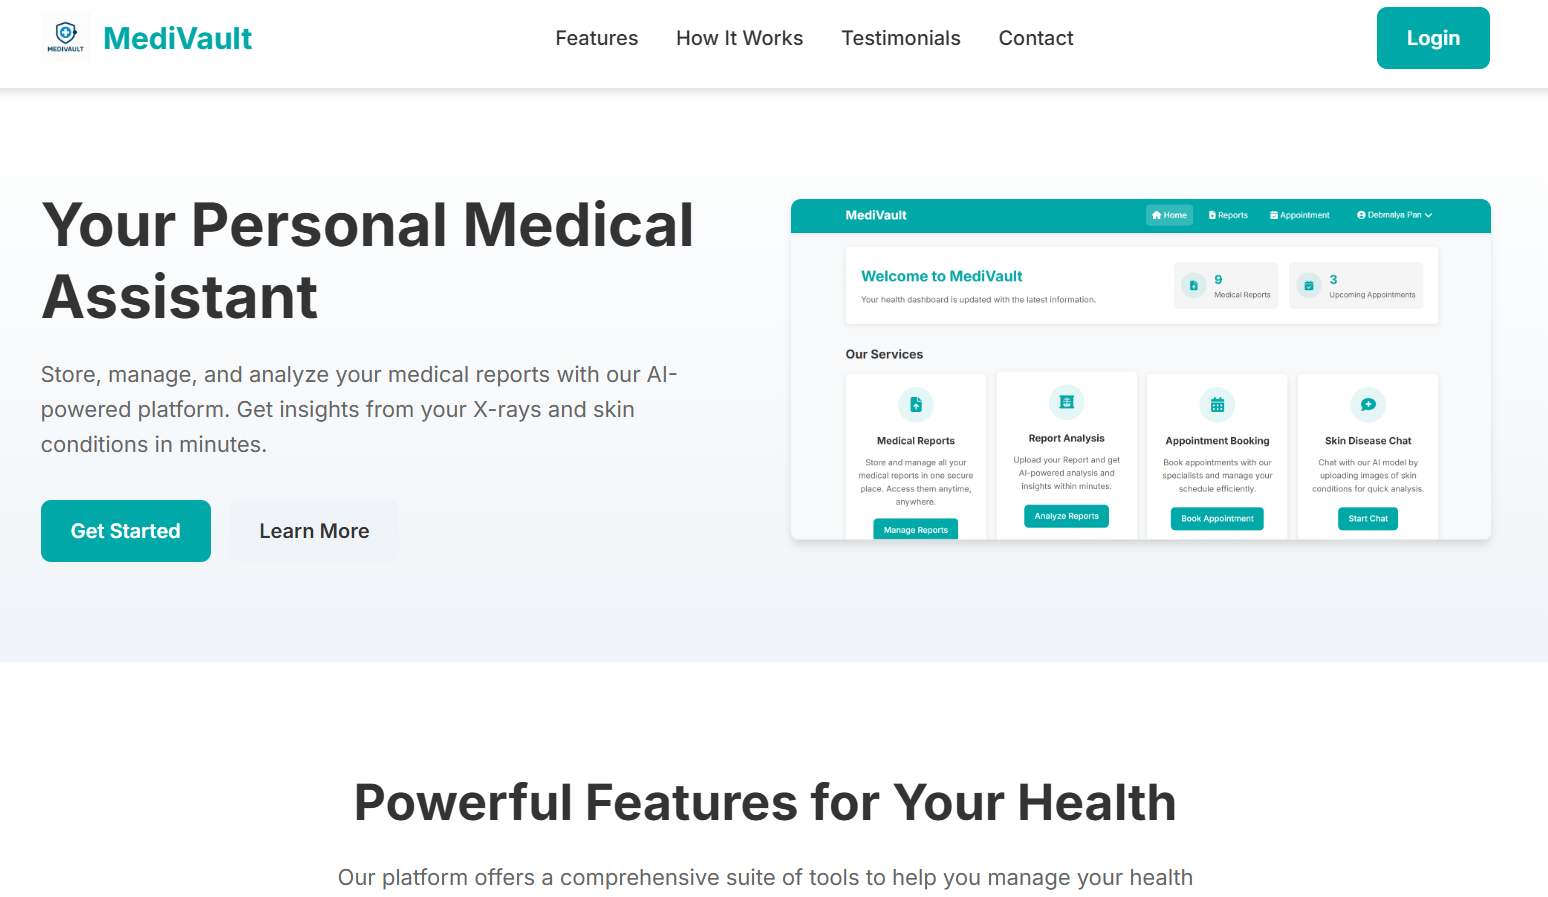 MEDIVAULT
MediVault
Features
How It Works
Testimonials
Contact
Login
Your Personal Medical
Assistant
Store, manage, and analyze your medical reports with our AI-
powered platform. Get insights from your X-rays and skin
conditions in minutes.
Get Started
Learn More
MediVault
Home
Reports
Appointment
Debmalya Pan
Welcome to MediVault
Your health dashboard is updated with the latest information.
9
Medical Reports
3
Upcoming Appointments
Our Services
Medical Reports
Store and manage all your
medical reports in one secure
place. Access them anytime,
anywhere.
Manage Reports
Report Analysis
Upload your Report and get
AI-powered analysis and
insights within minutes.
Analyze Reports
Appointment Booking
Book appointments with our
specialists and manage your
schedule efficiently.
Book Appointment
Skin Disease Chat
Chat with our AI model by
uploading images of skin
conditions for quick analysis.
Start Chat
Powerful Features for Your Health
Our platform offers a comprehensive suite of tools to help you manage your health